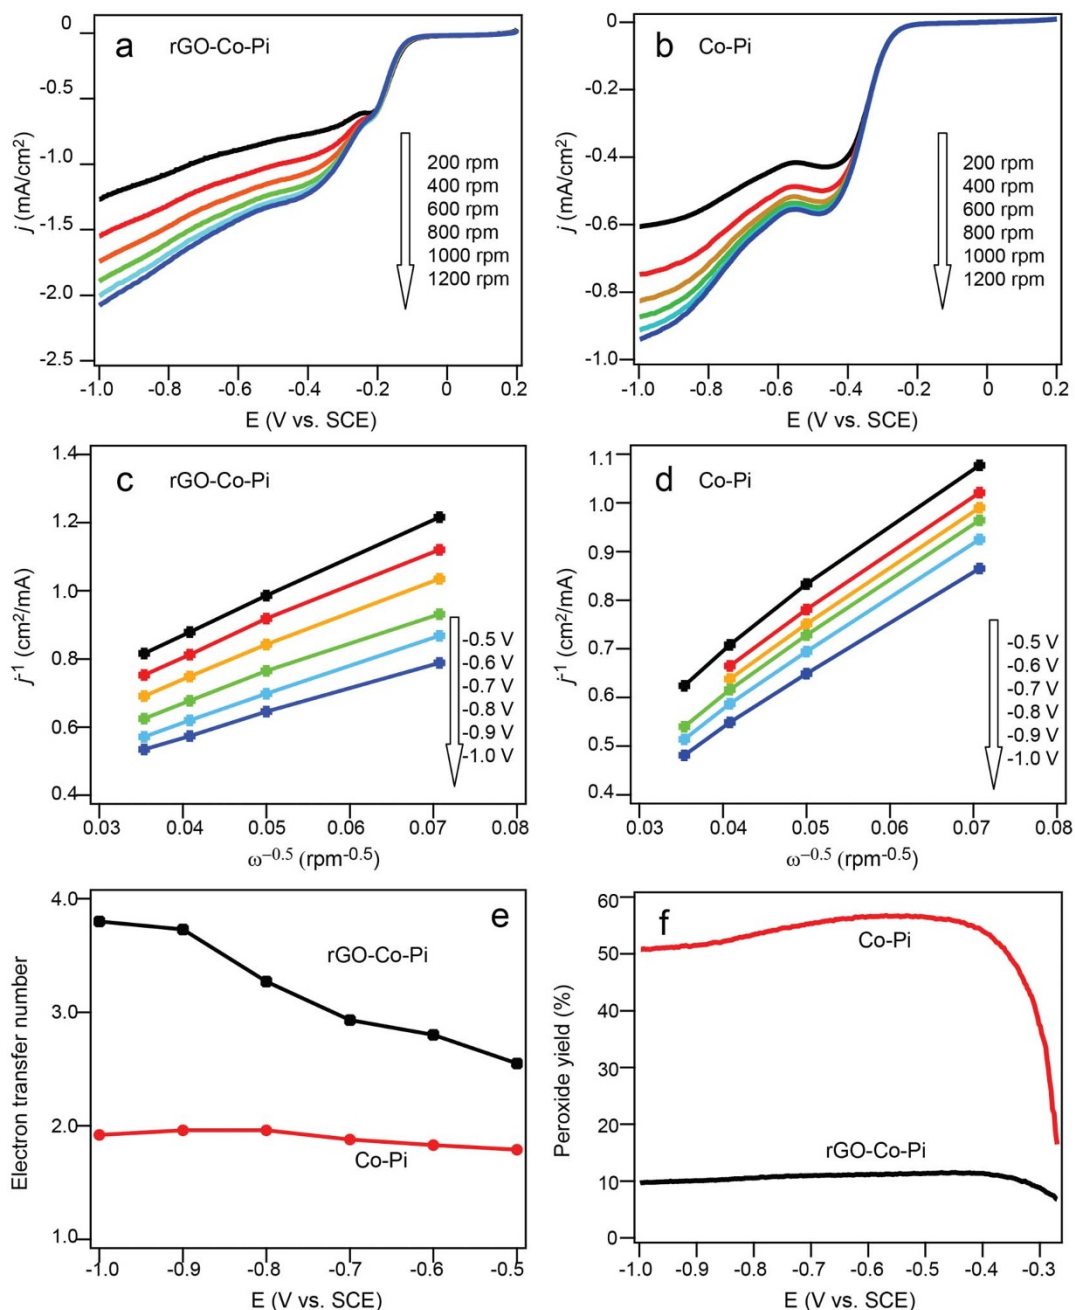 a rGO-Co-Pi
0
-0.5
-1.0
-1.5
-2.0
-2.5
j (mA/cm²)
200 rpm
400 rpm
600 rpm
800 rpm
1000 rpm
1200 rpm
-1.0 -0.8 -0.6 -0.4 -0.2 0 0.2
E (V vs. SCE)
b Co-Pi
0
-0.2
-0.4
-0.6
-0.8
-1.0
j (mA/cm²)
200 rpm
400 rpm
600 rpm
800 rpm
1000 rpm
1200 rpm
-1.0 -0.8 -0.6 -0.4 -0.2 0 0.2
E (V vs. SCE)
c rGO-Co-Pi
1.4
1.2
1.0
0.8
0.6
0.4
j⁻¹ (cm²/mA)
-0.5 V
-0.6 V
-0.7 V
-0.8 V
-0.9 V
-1.0 V
0.03 0.04 0.05 0.06 0.07 0.08
ω⁻⁰·⁵ (rpm⁻⁰·⁵)
d Co-Pi
1.1
1.0
0.9
0.8
0.7
0.6
0.5
0.4
j⁻¹ (cm²/mA)
-0.5 V
-0.6 V
-0.7 V
-0.8 V
-0.9 V
-1.0 V
0.03 0.04 0.05 0.06 0.07 0.08
ω⁻⁰·⁵ (rpm⁻⁰·⁵)
e
4.0
3.0
2.0
1.0
Electron transfer number
rGO-Co-Pi
Co-Pi
-1.0 -0.9 -0.8 -0.7 -0.6 -0.5
E (V vs. SCE)
f
60
50
40
30
20
10
0
Peroxide yield (%)
Co-Pi
rGO-Co-Pi
-1.0 -0.9 -0.8 -0.7 -0.6 -0.5 -0.4 -0.3
E (V vs. SCE)